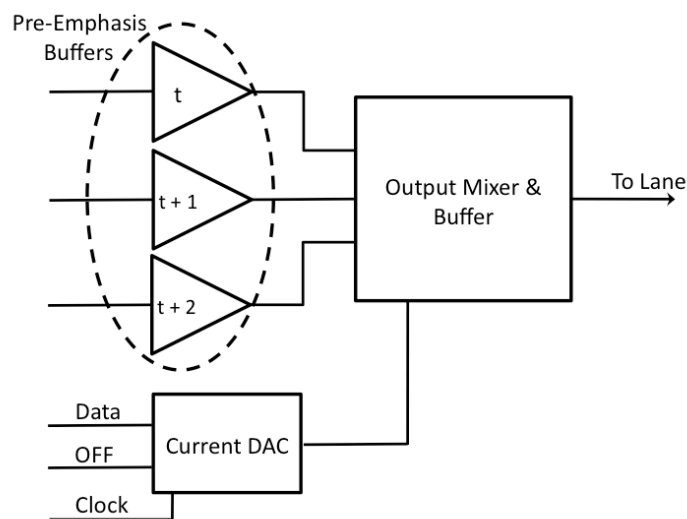 Pre-Emphasis
Buffers
t
t + 1
t + 2
Output Mixer &
Buffer
To Lane
Data
OFF
Clock
Current DAC